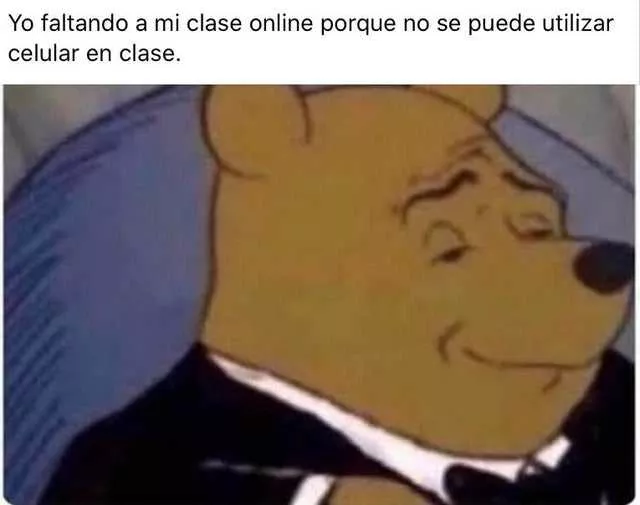 Yo faltando a mi clase online porque no se puede utilizar
celular en clase.